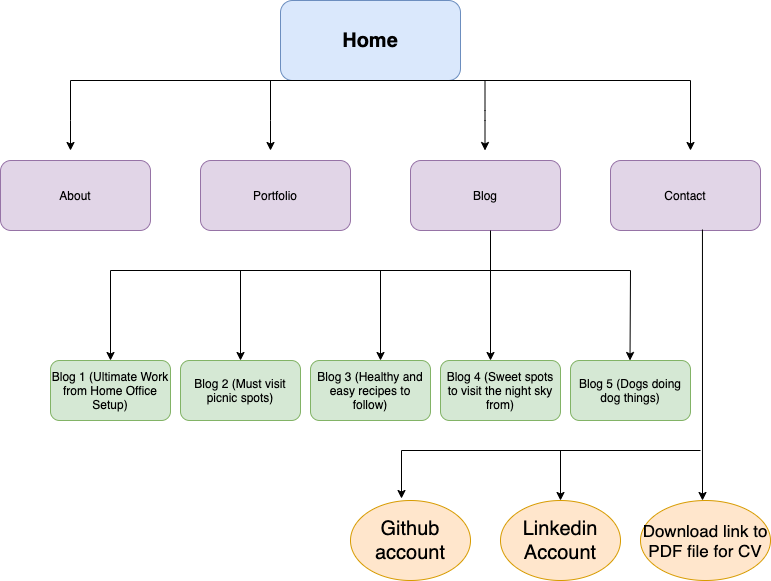 Home
About
Portfolio
Blog
Contact
Blog 1 (Ultimate Work
from Home Office
Setup)
Blog 2 (Must visit
picnic spots)
Blog 3 (Healthy and
easy recipes to
follow)
Blog 4 (Sweet spots
to visit the night sky
from)
Blog 5 (Dogs doing
dog things)
Github
account
Linkedin
Account
Download link to
PDF file for CV